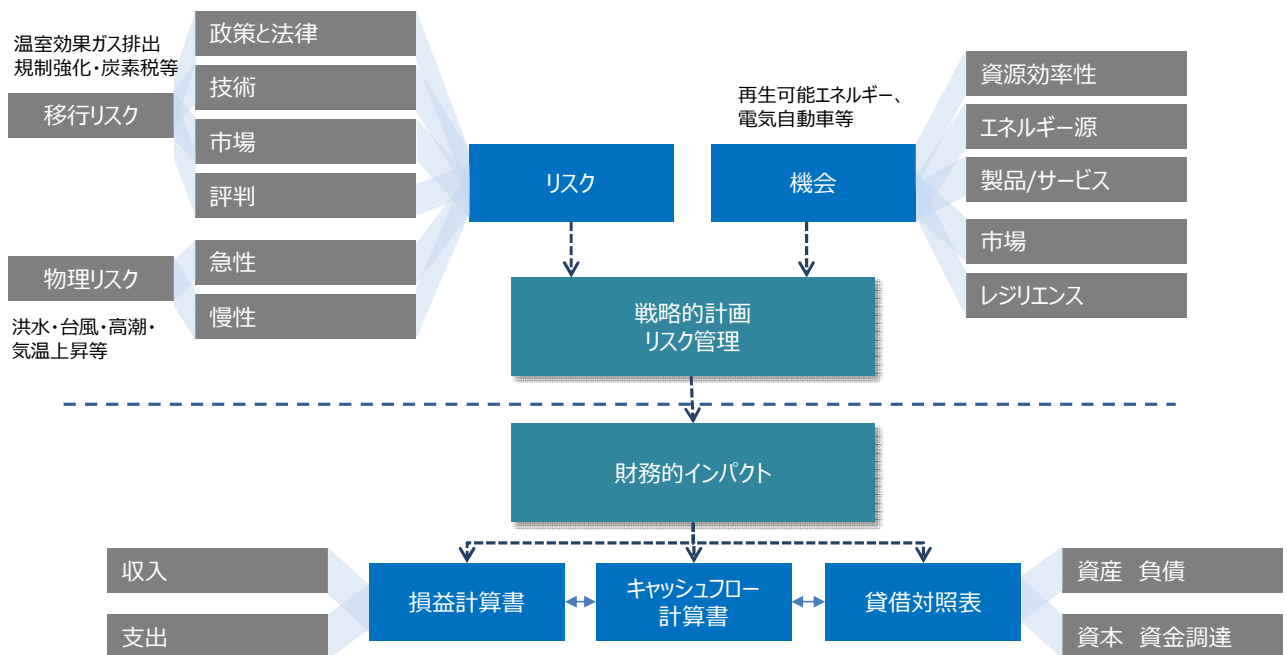 温室効果ガス排出
規制強化・炭素税等
移行リスク
政策と法律
技術
市場
評判
物理リスク
洪水・台風・高潮・
気温上昇等
急性
慢性
リスク
再生可能エネルギー、
電気自動車等
機会
資源効率性
エネルギー源
製品/サービス
市場
レジリエンス
戦略的計画
リスク管理
財務的インパクト
収入
支出
損益計算書
キャッシュフロー
計算書
貸借対照表
資産 負債
資本 資金調達